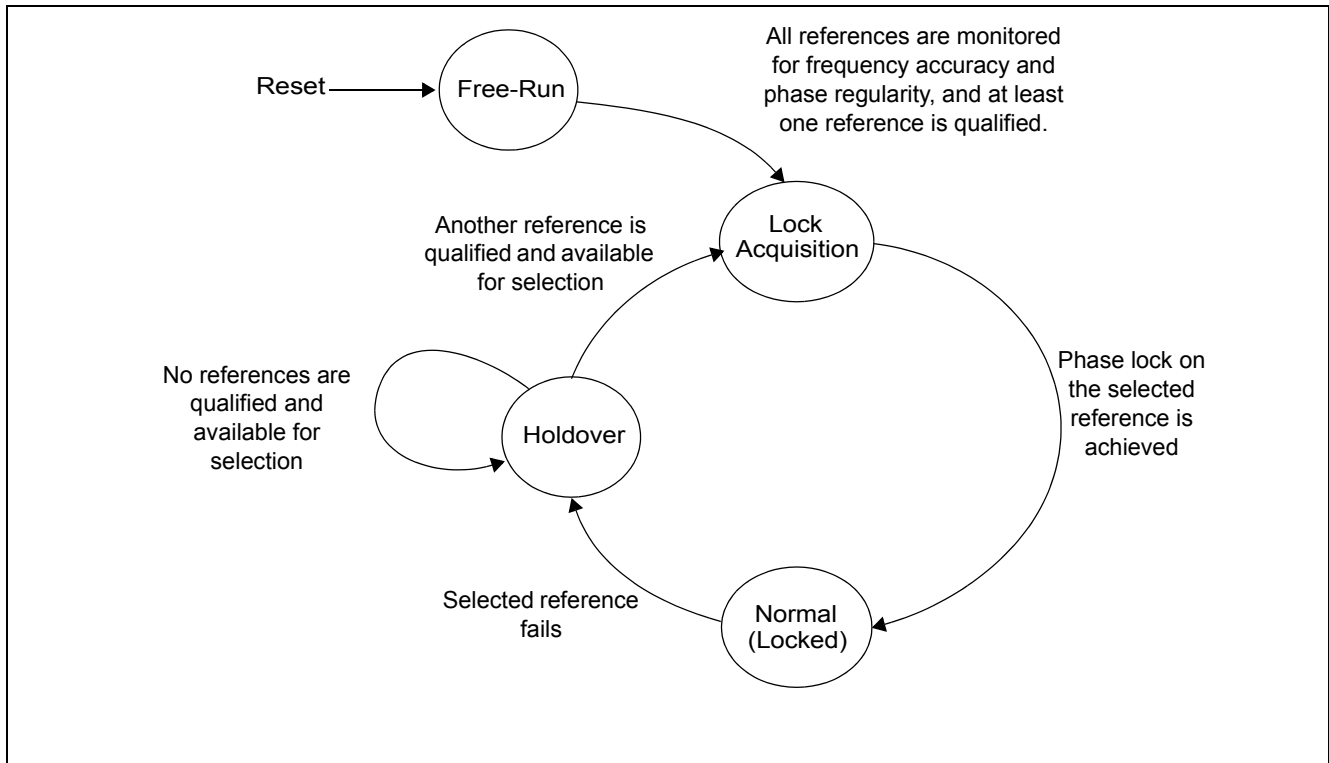 All references are monitored
for frequency accuracy and
phase regularity, and at least
one reference is qualified.
Reset
Free-Run
Another reference is
qualified and available
for selection
Lock
Acquisition
No references are
qualified and
available for
selection
Holdover
Phase lock on
the selected
reference is
achieved
Selected reference
fails
Normal
(Locked)